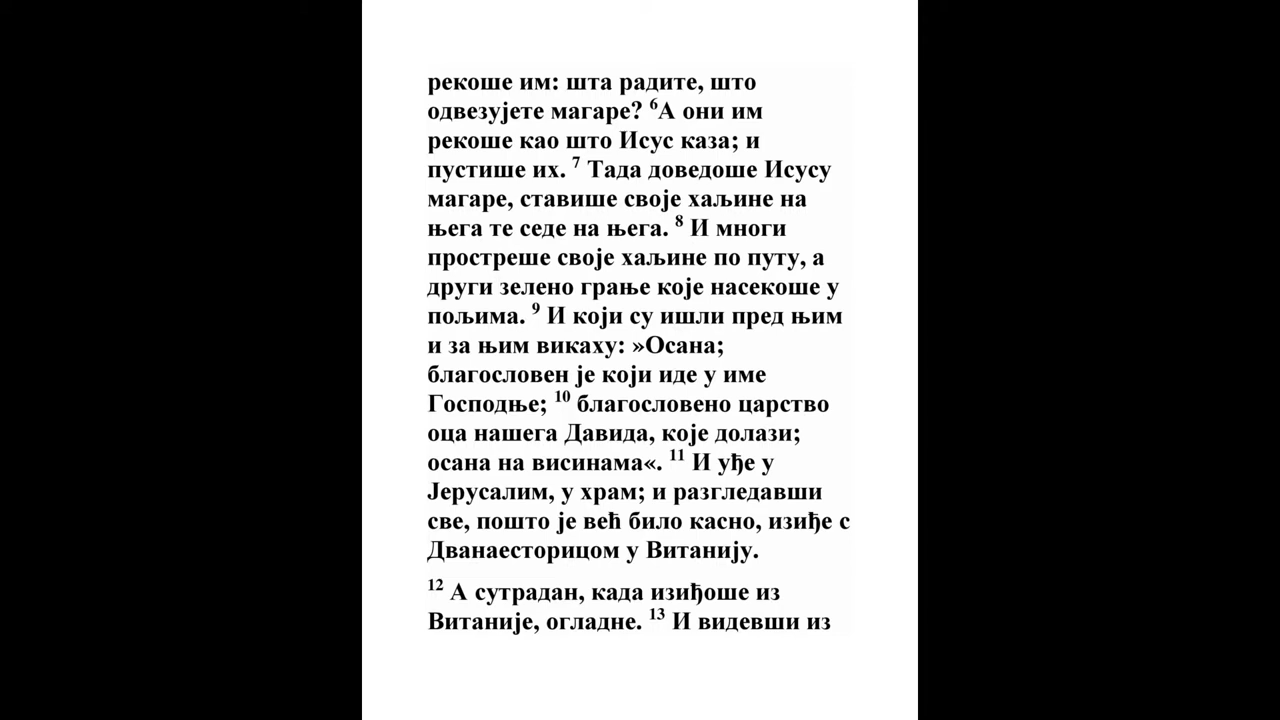 рекоше им: шта радите, што
одвезујете магаре? ⁶А они им
рекоше као што Исус каза; и
пустише их. ⁷ Тада доведоше Исусу
магаре, ставише своје хаљине на
њега те седе на њега. ⁸ И многи
простреше своје хаљине по путу, а
други зелено грање које насекоше у
пољима. ⁹ И који су ишли пред њим
и за њим викаху: »Осана;
благословен је који иде у име
Господње; ¹⁰ благословено царство
оца нашега Давида, које долази;
осана на висинама«. ¹¹ И уђе у
Јерусалим, у храм; и разгледавши
све, пошто је већ било касно, изиђе с
Дванаесторицом у Витанију.
¹² А сутрадан, када изиђоше из
Витаније, огладне. ¹³ И видевши из